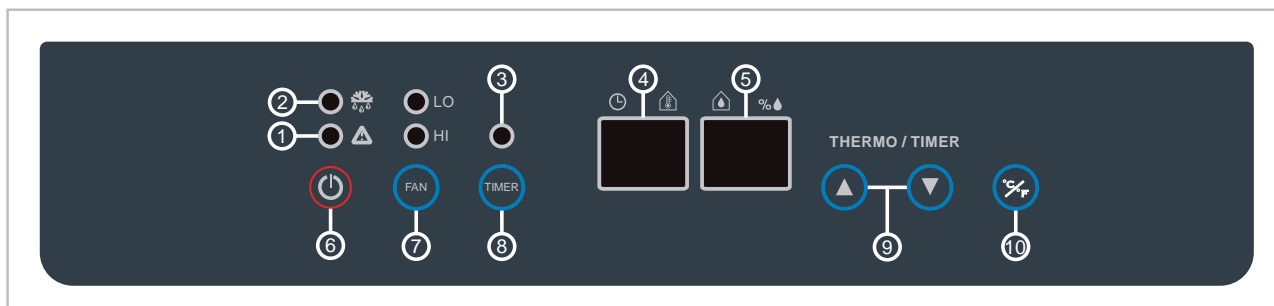 3 4 5
2 LO %
1 HI THERMO / TIMER
FAN TIMER °C/°F
6 7 8 9 10